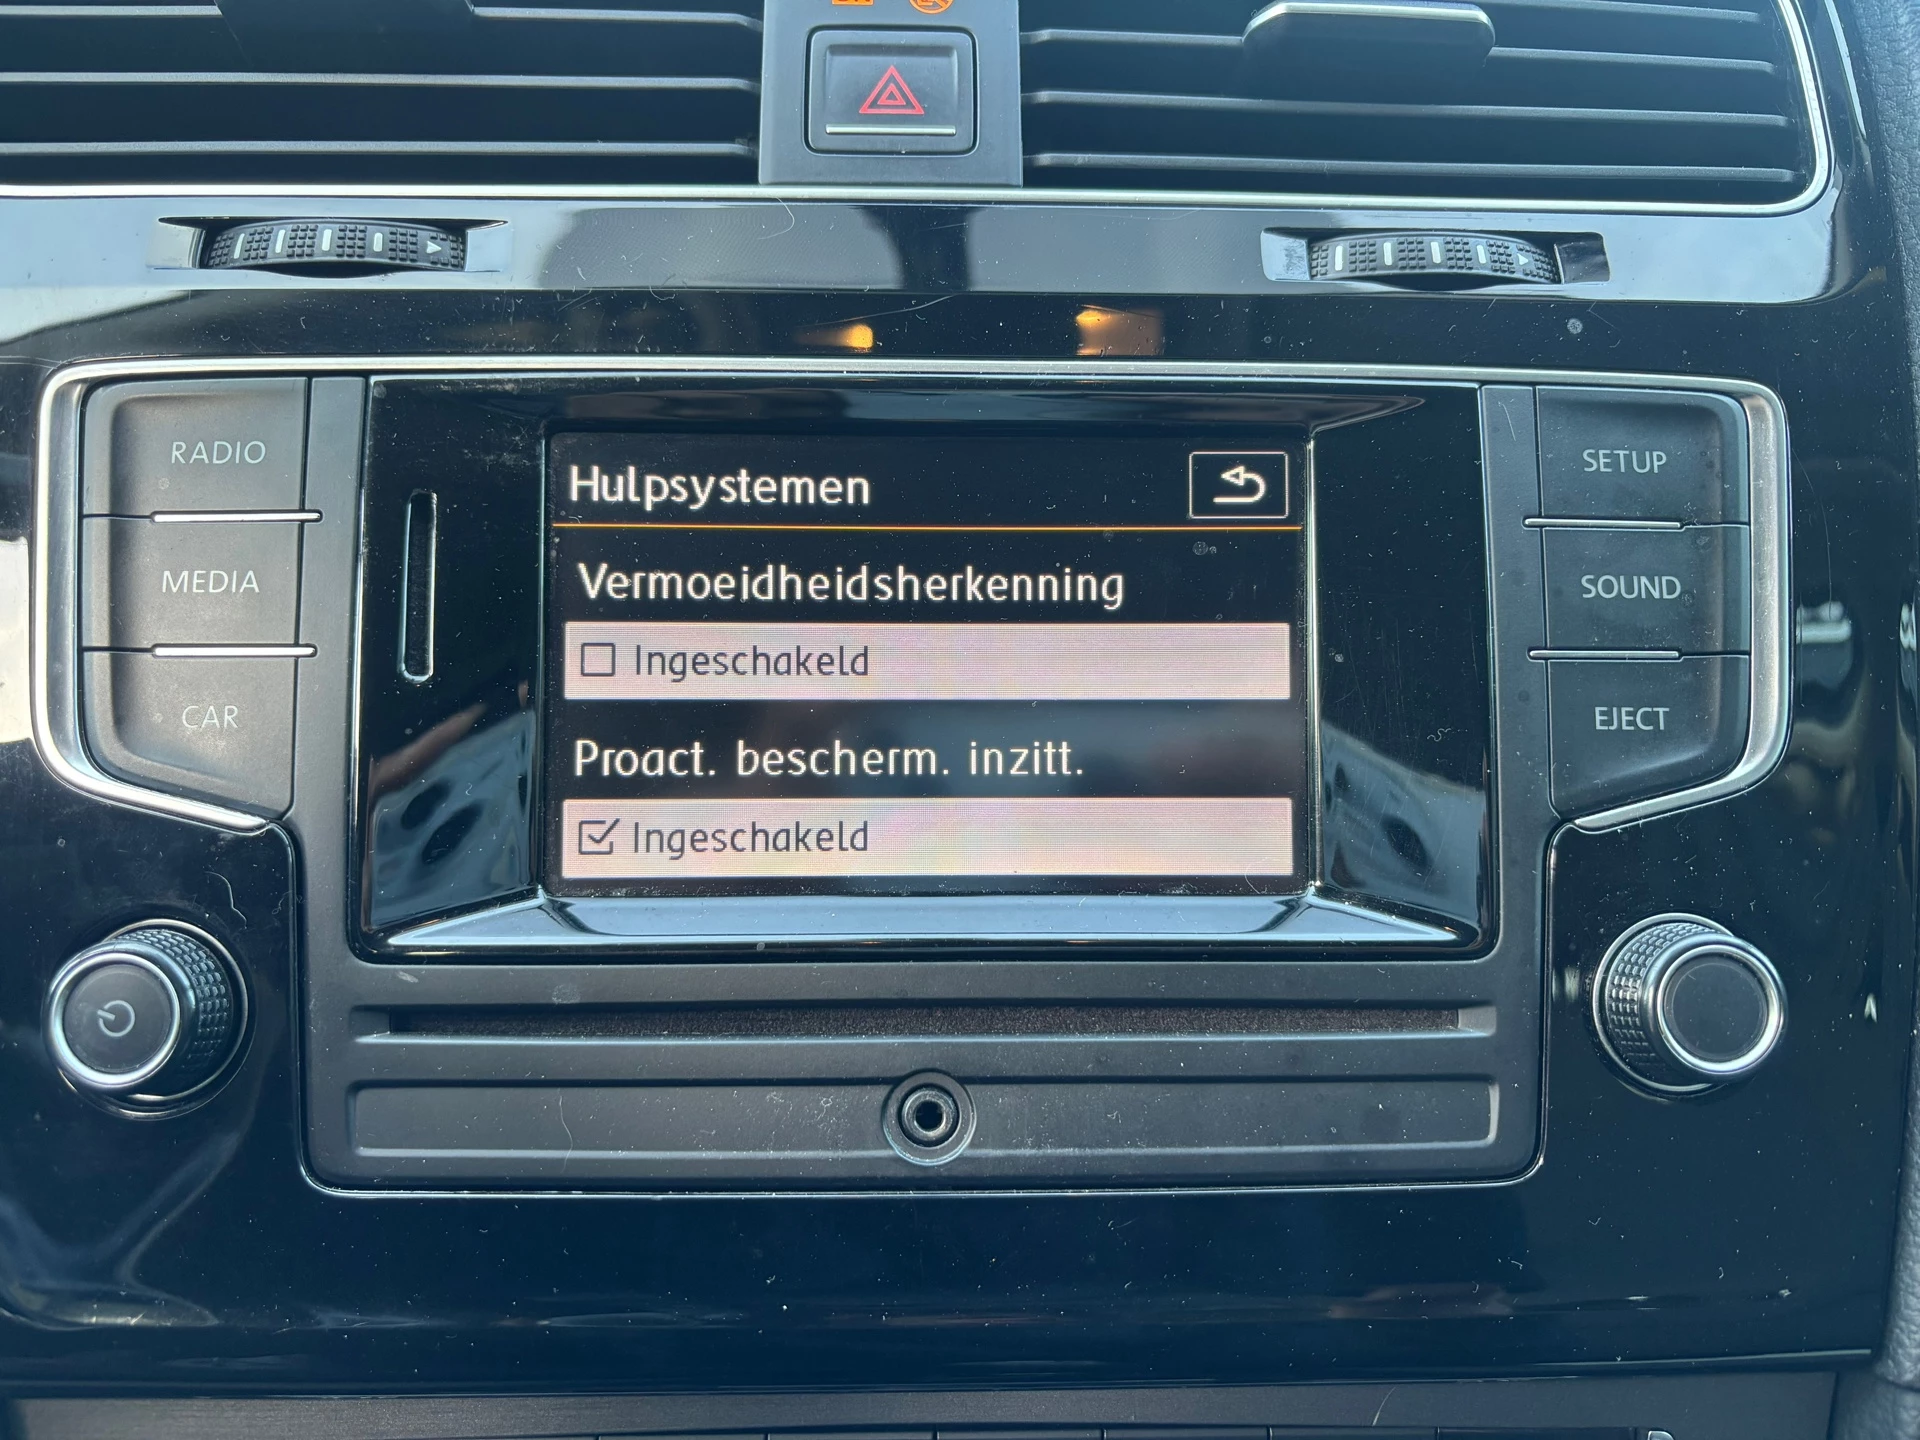 RADIO
MEDIA
CAR
Hulpsystemen
Vermoeidheidsherkenning
Ingeschakeld
Proact. bescherm. inzitt.
Ingeschakeld
SETUP
SOUND
EJECT